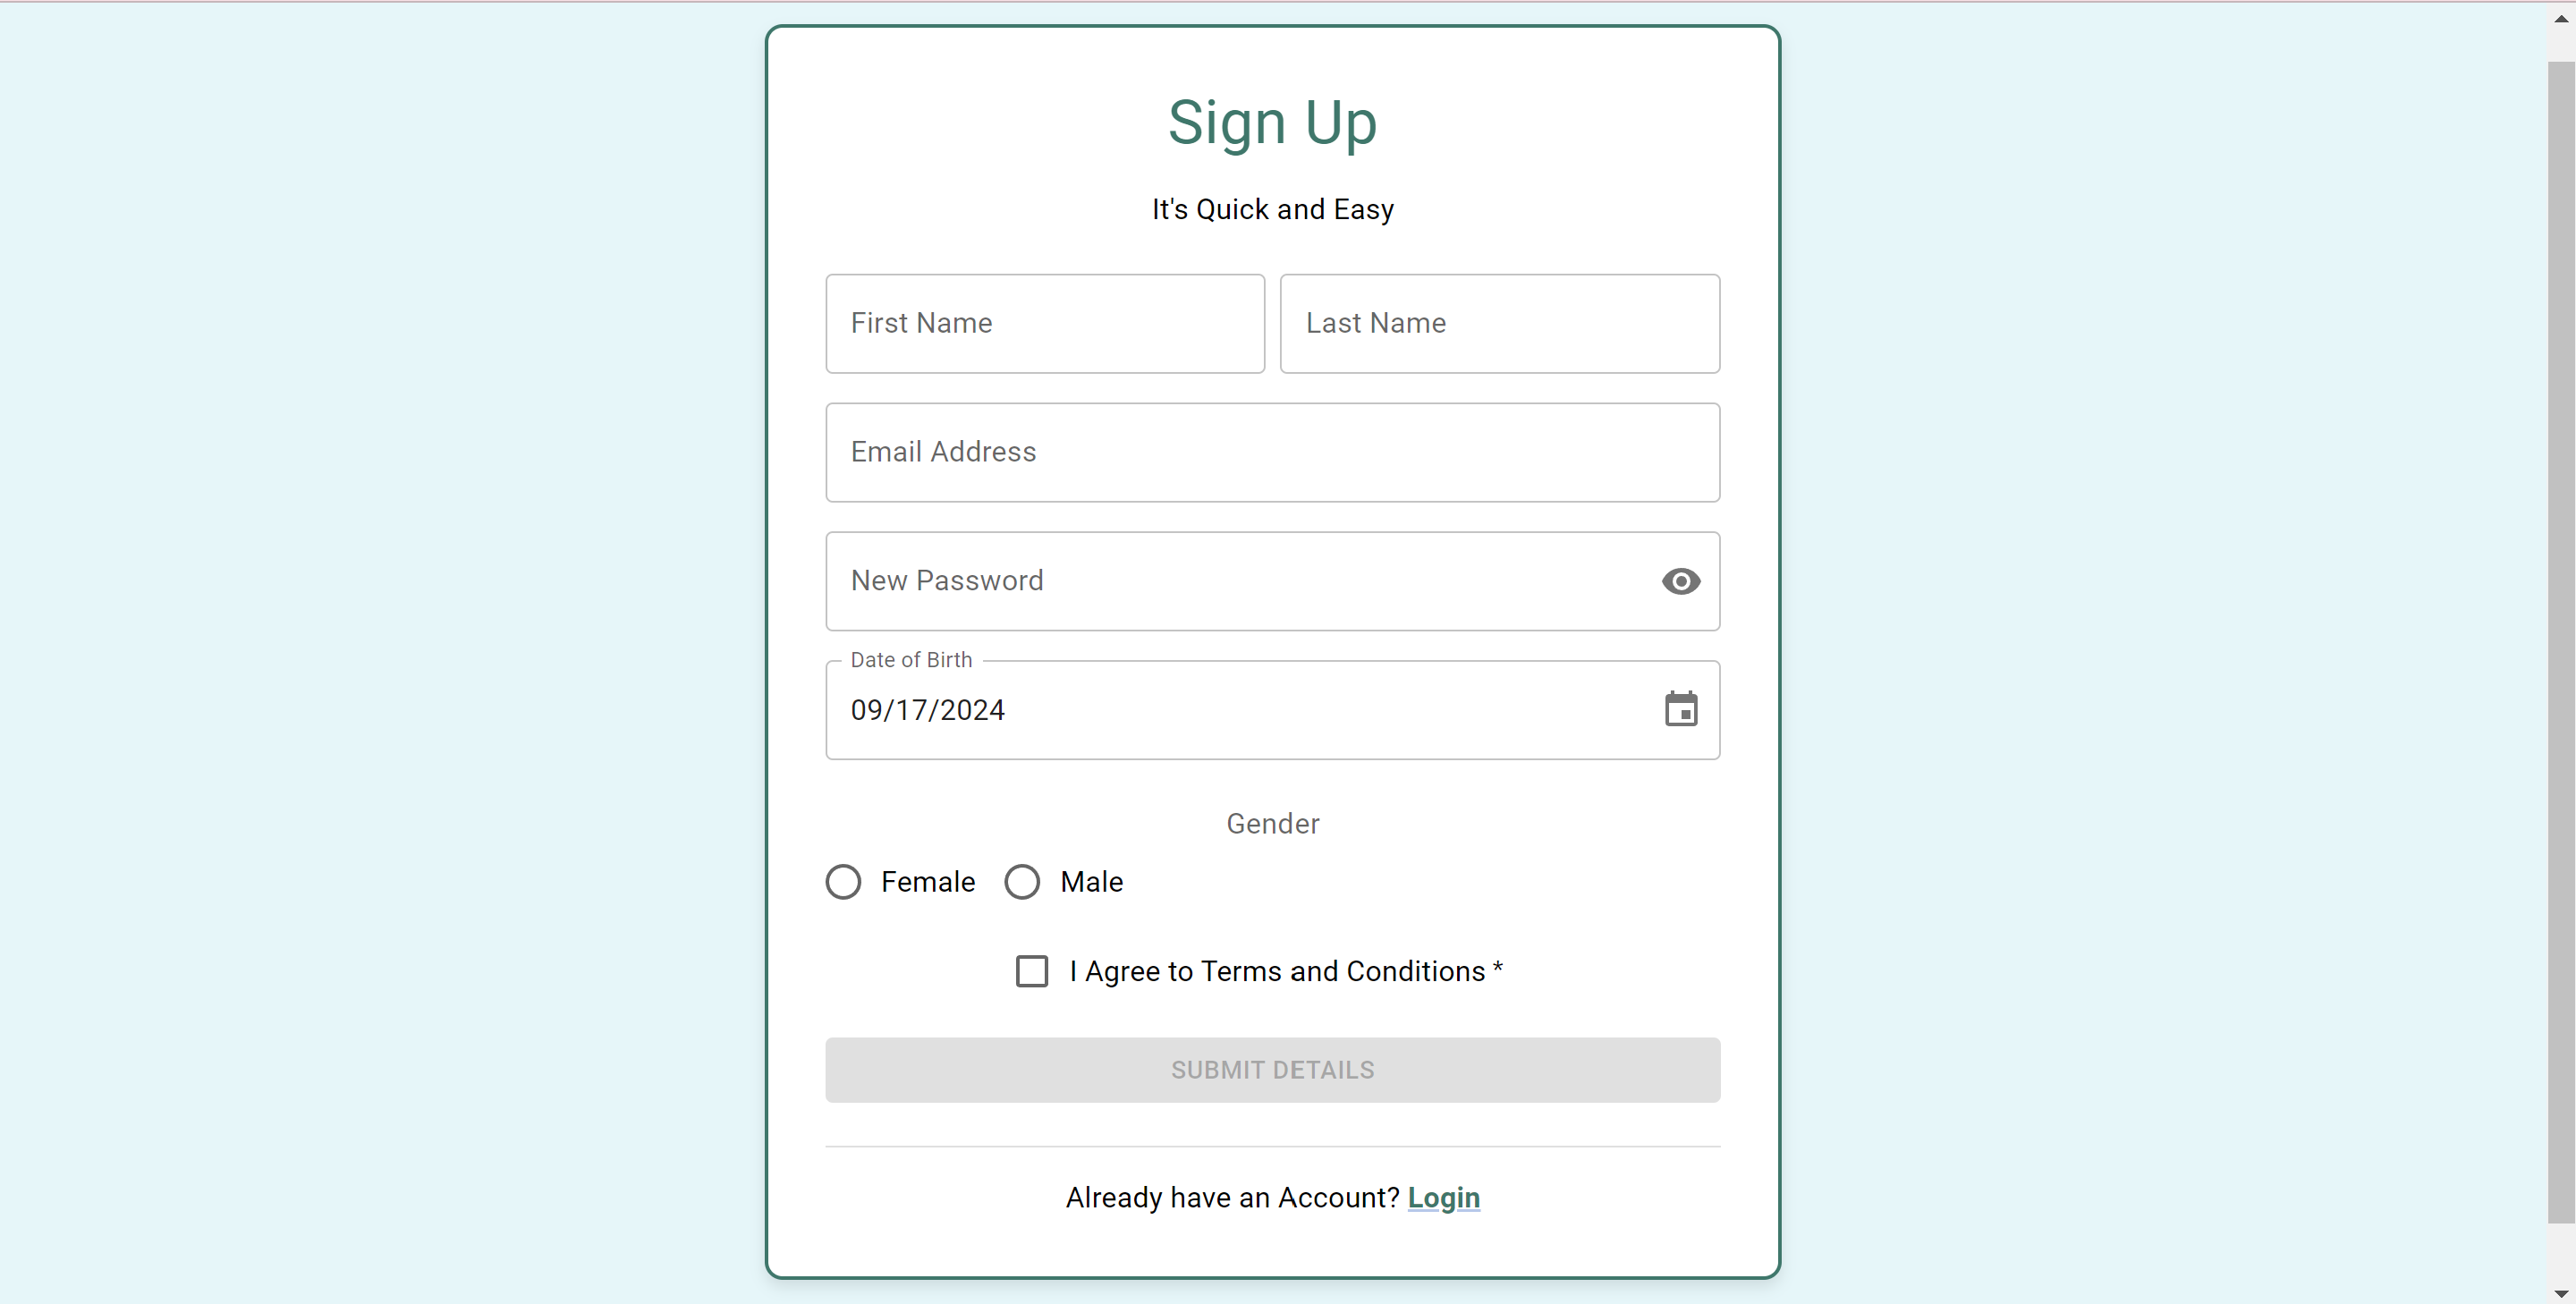 Sign Up
It's Quick and Easy
First Name
Last Name
Email Address
New Password
Date of Birth
09/17/2024
Gender
Female
Male
I Agree to Terms and Conditions *
SUBMIT DETAILS
Already have an Account? Login